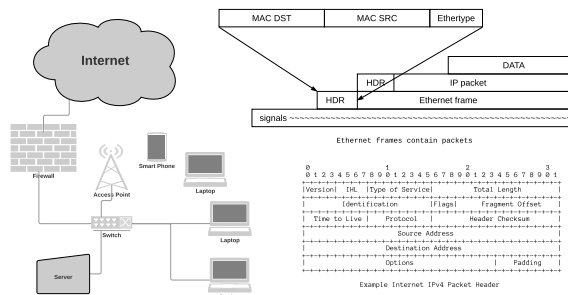 Internet
Firewall
Access Point
Smart Phone
Laptop
Laptop
Switch
Server
MAC DST MAC SRC Ethertype
DATA
HDR IP packet
HDR Ethernet frame
signals ~~~~~~~~~~~~~~~~~~~~~~~~~~~~~~~~~~~~~~~~
Ethernet frames contain packets
0 1 2 3
0 1 2 3 4 5 6 7 8 9 0 1 2 3 4 5 6 7 8 9 0 1 2 3 4 5 6 7 8 9 0 1
+-+-+-+-+-+-+-+-+-+-+-+-+-+-+-+-+-+-+-+-+-+-+-+-+-+-+-+-+-+-+-+-+
|Version| IHL |Type of Service| Total Length |
+-+-+-+-+-+-+-+-+-+-+-+-+-+-+-+-+-+-+-+-+-+-+-+-+-+-+-+-+-+-+-+-+
| Identification |Flags| Fragment Offset |
+-+-+-+-+-+-+-+-+-+-+-+-+-+-+-+-+-+-+-+-+-+-+-+-+-+-+-+-+-+-+-+-+
| Time to Live | Protocol | Header Checksum |
+-+-+-+-+-+-+-+-+-+-+-+-+-+-+-+-+-+-+-+-+-+-+-+-+-+-+-+-+-+-+-+-+
| Source Address |
+-+-+-+-+-+-+-+-+-+-+-+-+-+-+-+-+-+-+-+-+-+-+-+-+-+-+-+-+-+-+-+-+
| Destination Address |
+-+-+-+-+-+-+-+-+-+-+-+-+-+-+-+-+-+-+-+-+-+-+-+-+-+-+-+-+-+-+-+-+
| Options | Padding |
+-+-+-+-+-+-+-+-+-+-+-+-+-+-+-+-+-+-+-+-+-+-+-+-+-+-+-+-+-+-+-+-+
Example Internet IPv4 Packet Header